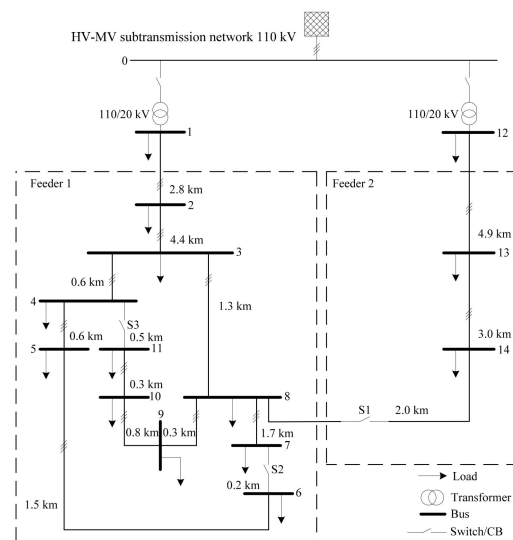 HV-MV subtransmission network 110 kV
0
110/20 kV
110/20 kV
1
12
Feeder 1
Feeder 2
2.8 km
2
4.4 km
4.9 km
3
13
0.6 km
1.3 km
4
S3
3.0 km
0.6 km
0.5 km
5
11
14
0.3 km
10
9
8
S1
2.0 km
0.8 km
0.3 km
1.7 km
7
S2
0.2 km
6
1.5 km
Load
Transformer
Bus
Switch/CB